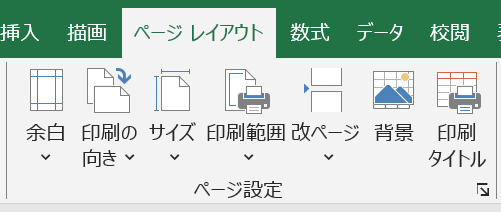 挿入 描画 ページ レイアウト 数式 データ 校閲
余白 印刷の向き サイズ 印刷範囲 改ページ 背景 印刷タイトル
ページ設定